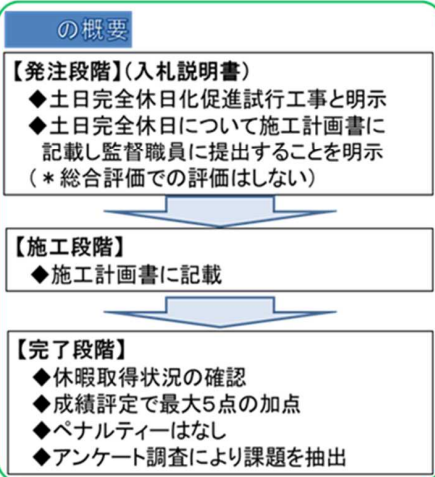 の概要
【発注段階】(入札説明書)
◆土日完全休日化促進試行工事と明示
◆土日完全休日について施工計画書に
記載し監督職員に提出することを明示
(*総合評価での評価はしない)
【施工段階】
◆施工計画書に記載
【完了段階】
◆休暇取得状況の確認
◆成績評定で最大5点の加点
◆ペナルティーはなし
◆アンケート調査により課題を抽出